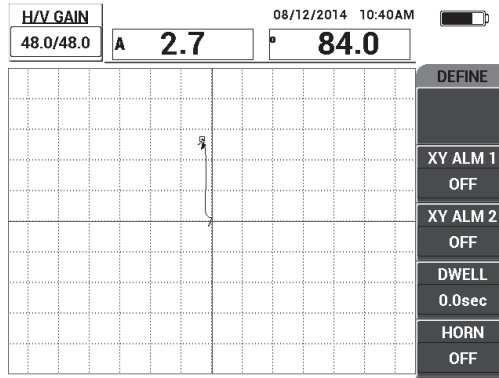 H/V GAIN
48.0/48.0
A 2.7
08/12/2014 10:40AM
° 84.0
DEFINE
XY ALM 1
OFF
XY ALM 2
OFF
DWELL
0.0sec
HORN
OFF